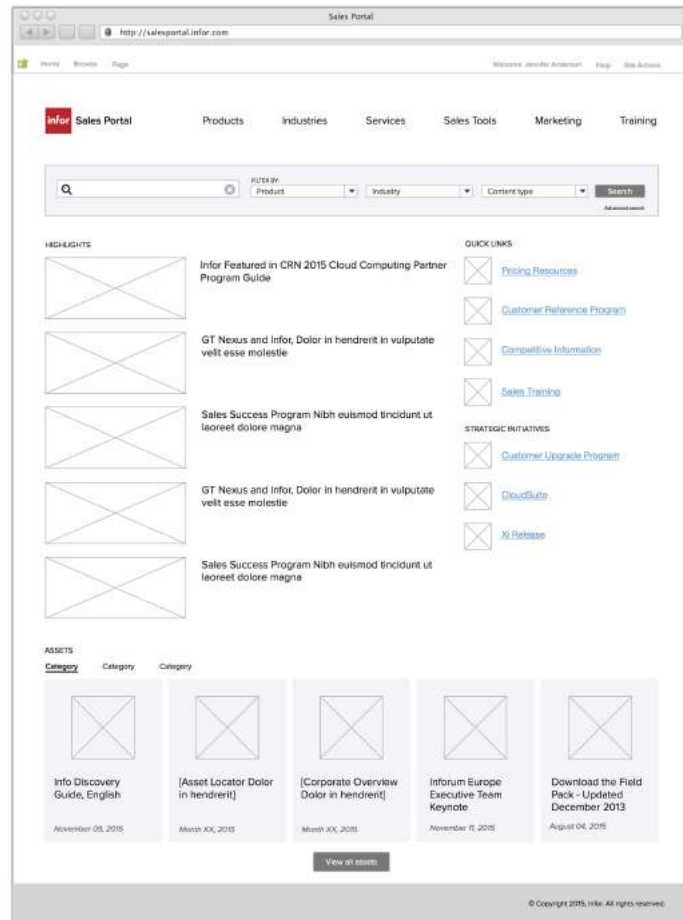 Sales Portal
http://salesportal.infor.com
Home Browse Page Welcome Jennifer Anderson Help Site Actions
infor Sales Portal Products Industries Services Sales Tools Marketing Training
FILTER BY:
Product Industry Content type Search
Advanced search
HIGHLIGHTS
Infor Featured in CRN 2015 Cloud Computing Partner
Program Guide
GT Nexus and Infor, Dolor in hendrerit in vulputate
velit esse molestie
Sales Success Program Nibh euismod tincidunt ut
laoreet dolore magna
GT Nexus and Infor, Dolor in hendrerit in vulputate
velit esse molestie
Sales Success Program Nibh euismod tincidunt ut
laoreet dolore magna
QUICK LINKS
Pricing Resources
Customer Reference Program
Competitive Information
Sales Training
STRATEGIC INITIATIVES
Customer Upgrade Program
CloudSuite
Xi Release
ASSETS
Category Category Category
Info Discovery
Guide, English
November 09, 2015
[Asset Locator Dolor
in hendrerit]
Month XX, 2015
[Corporate Overview
Dolor in hendrerit]
Month XX, 2015
Inforum Europe
Executive Team
Keynote
November 11, 2015
Download the Field
Pack - Updated
December 2013
August 04, 2015
View all assets
© Copyright 2015, Infor. All rights reserved.